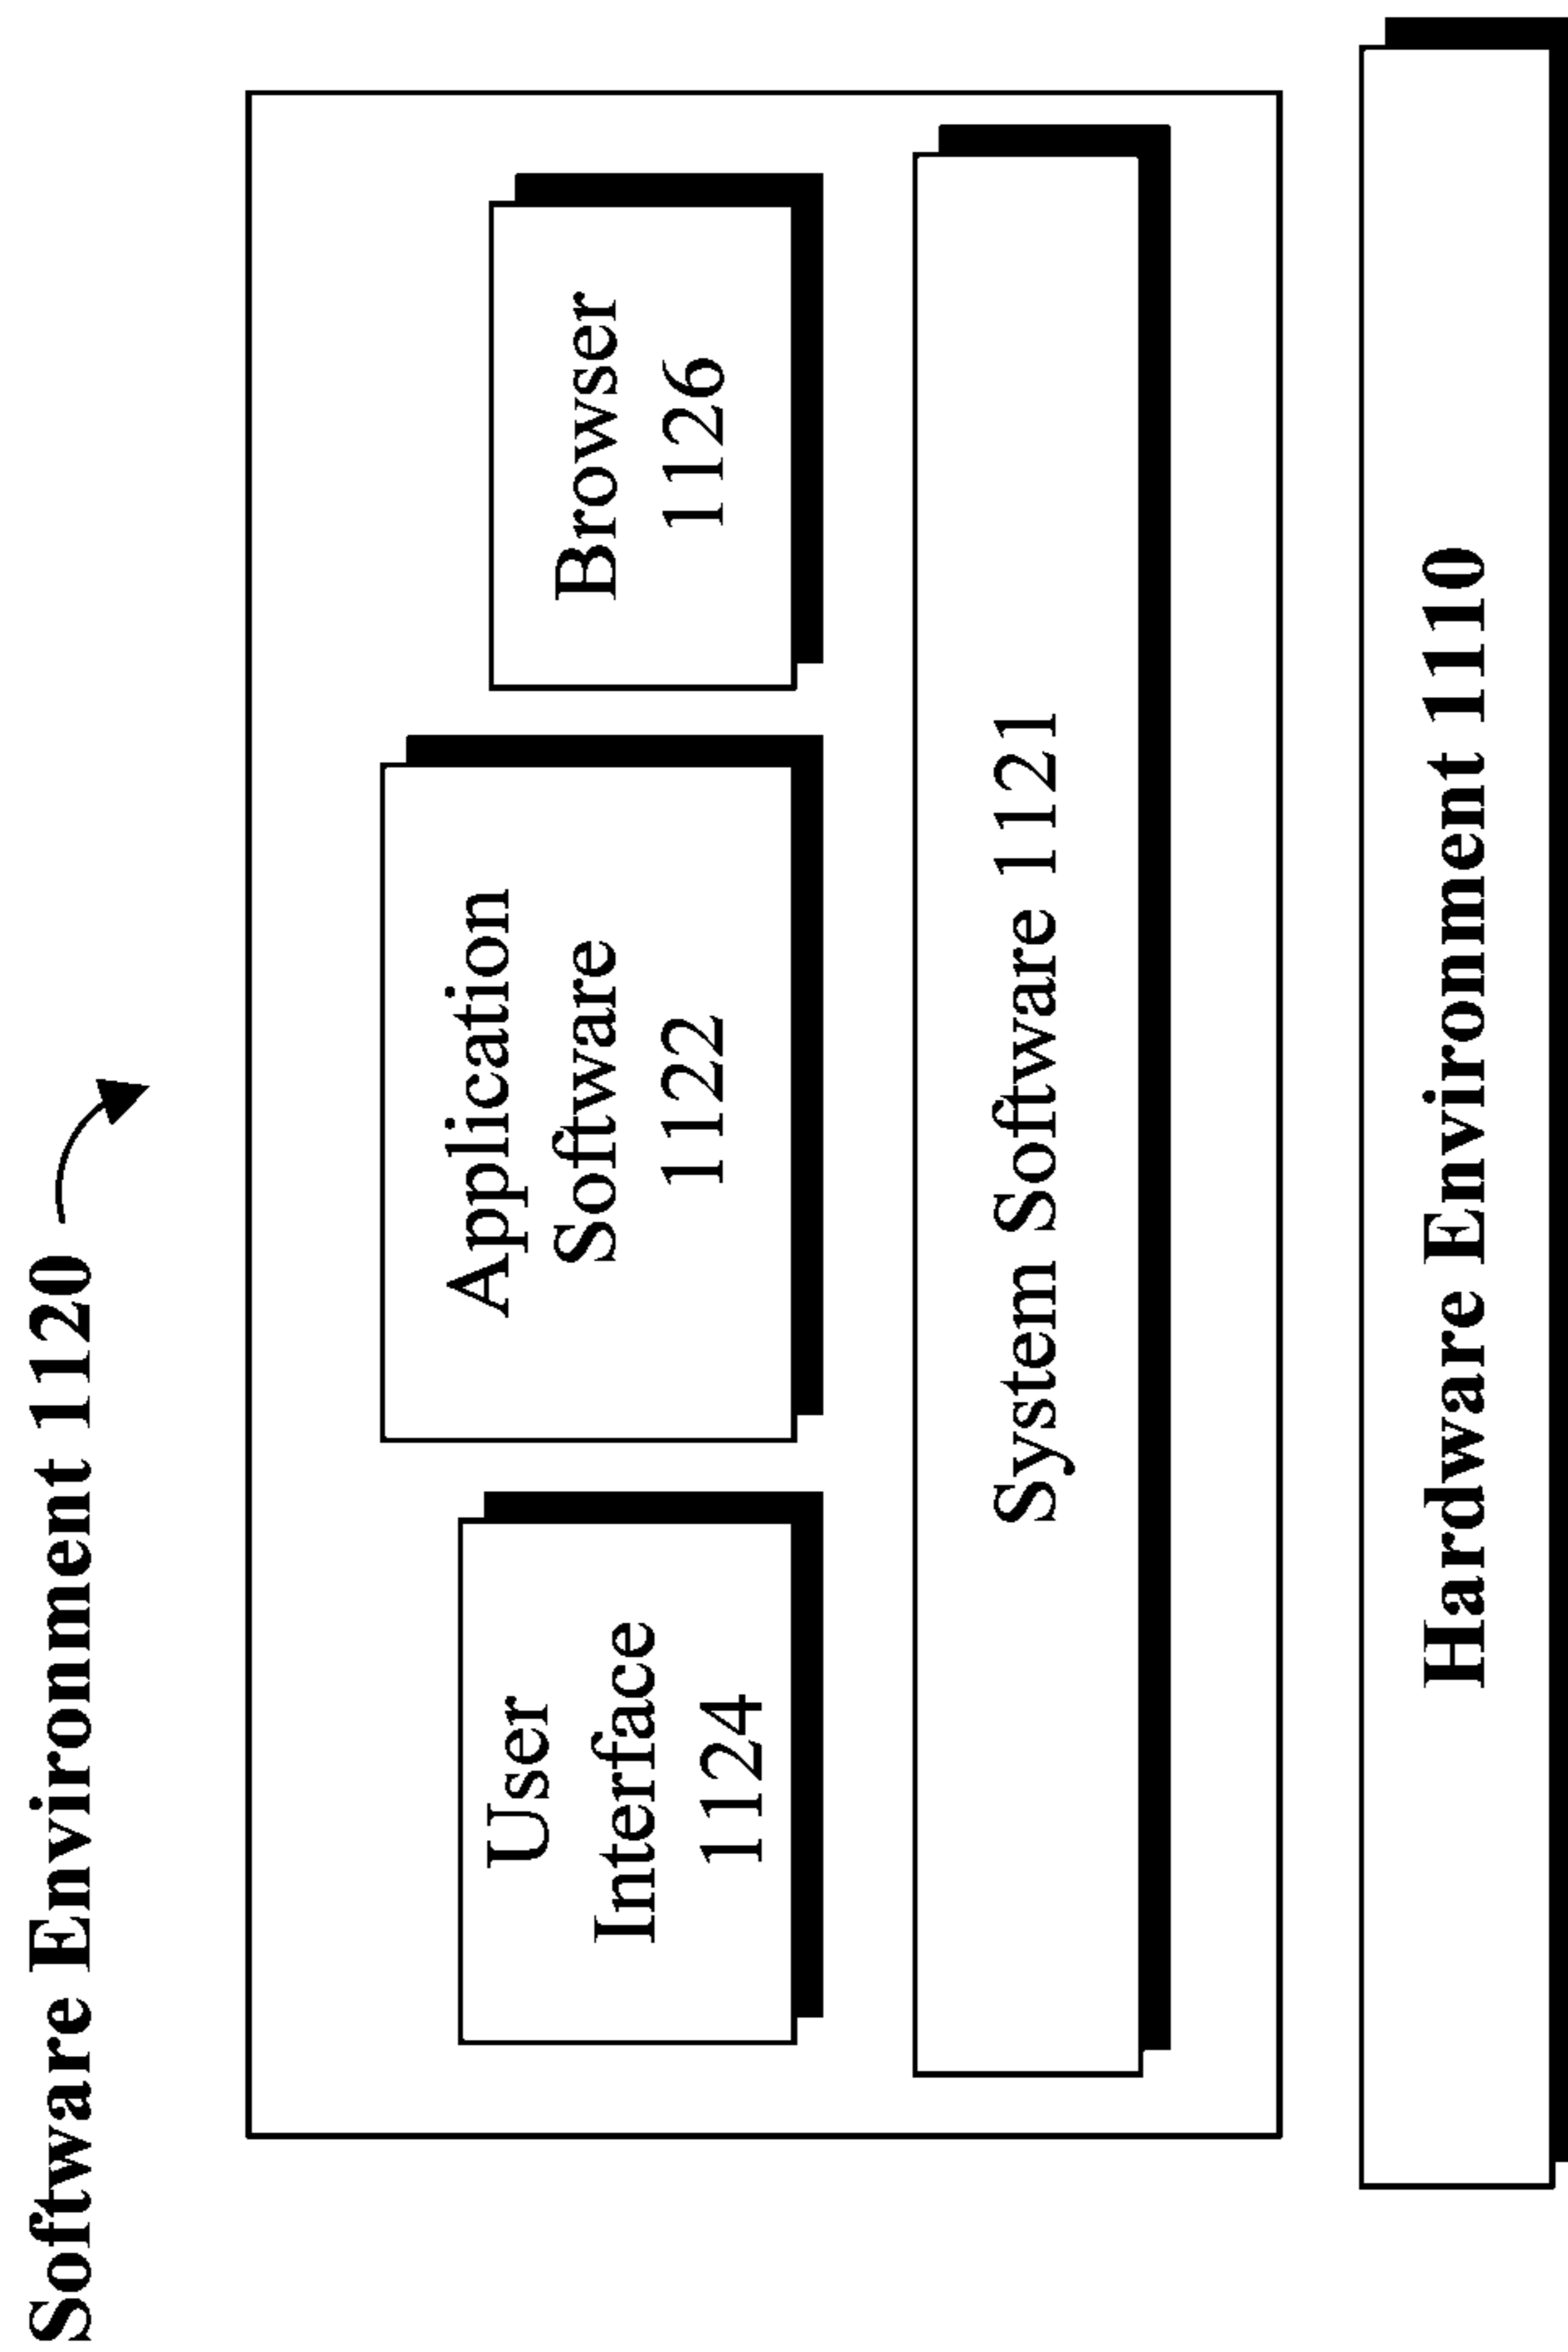 Software Environment 1120
User
Interface
1124
Application
Software
1122
Browser
1126
System Software 1121
Hardware Environment 1110